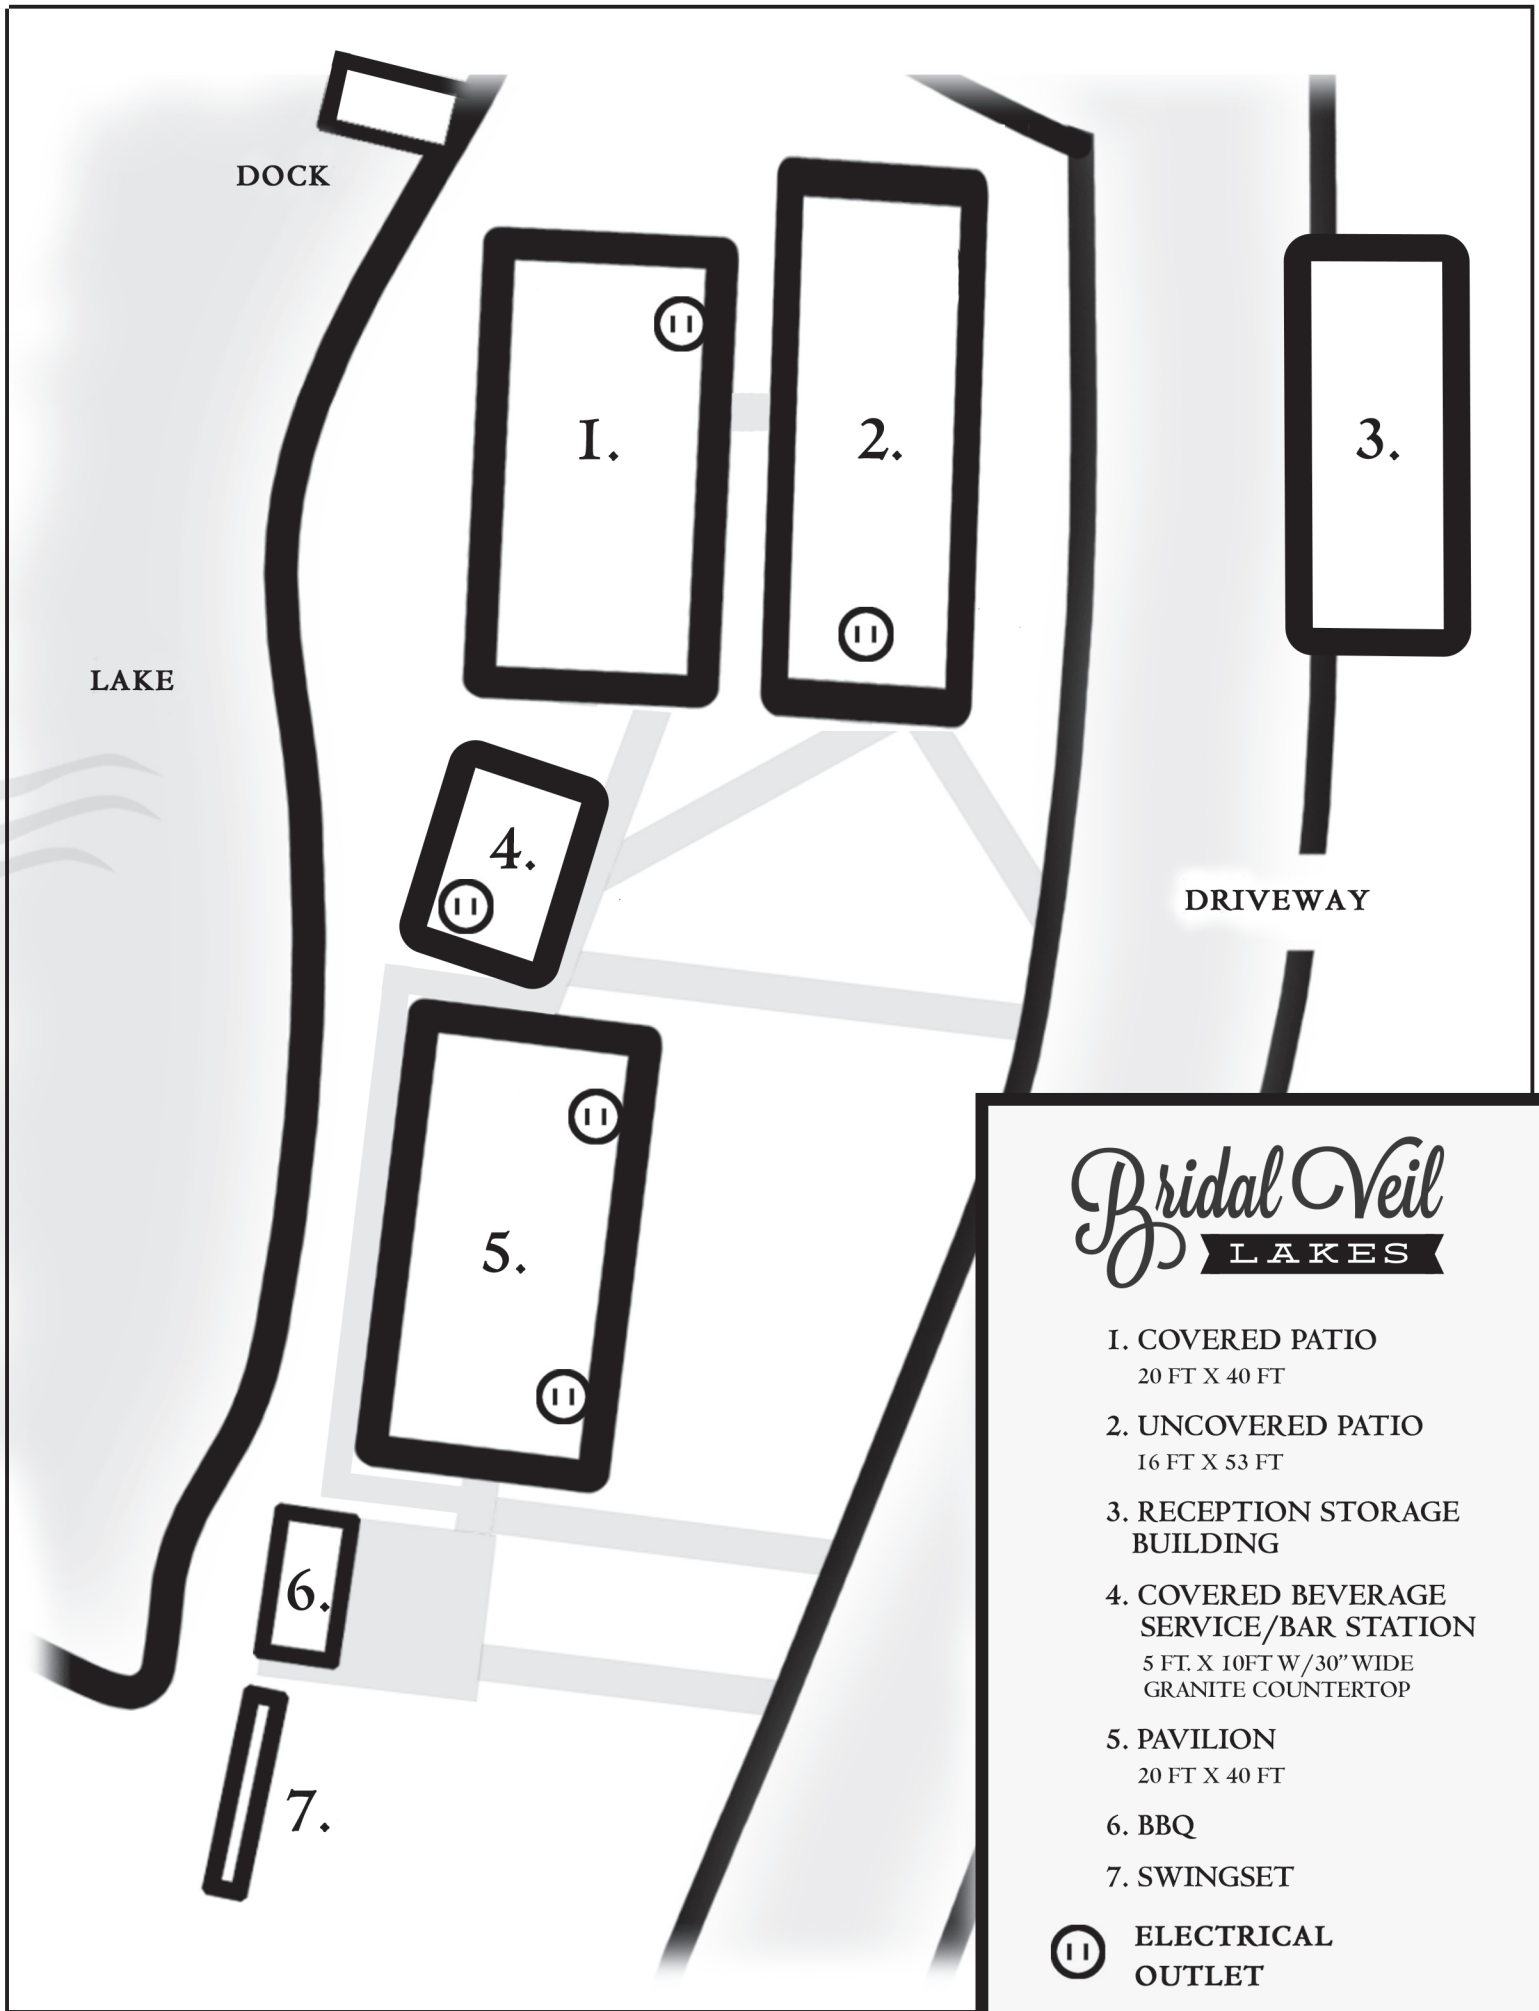 DOCK
1.
2.
3.
LAKE
4.
DRIVEWAY
5.
6.
7.
Bridal Veil
LAKES
1. COVERED PATIO
20 FT X 40 FT
2. UNCOVERED PATIO
16 FT X 53 FT
3. RECEPTION STORAGE
BUILDING
4. COVERED BEVERAGE
SERVICE/BAR STATION
5 FT. X 10FT W/30” WIDE
GRANITE COUNTERTOP
5. PAVILION
20 FT X 40 FT
6. BBQ
7. SWINGSET
ELECTRICAL
OUTLET